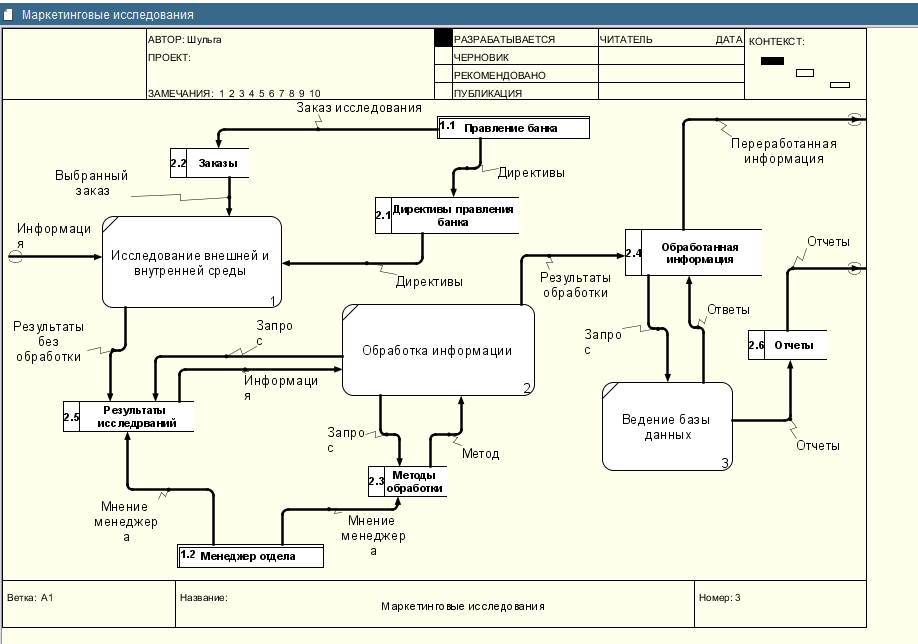 Маркетинговые исследования
АВТОР: Шульга
РАЗРАБАТЫВАЕТСЯ
ЧИТАТЕЛЬ
ДАТА
КОНТЕКСТ:
ПРОЕКТ:
ЧЕРНОВИК
РЕКОМЕНДОВАНО
ЗАМЕЧАНИЯ: 1 2 3 4 5 6 7 8 9 10
ПУБЛИКАЦИЯ
Заказ исследования
1.1 Правление банка
Переработанная
информация
2.2 Заказы
Директивы
Выбранный
заказ
2.1 Директивы правления
банка
Информаци
я
Исследование внешней и
внутренней среды
1
Директивы
2.4 Обработанная
информация
Отчеты
Результаты
обработки
Результаты
без
обработки
Запро
с
Обработка информации
2
Ответы
Запро
с
2.6 Отчеты
Информаци
я
2.5 Результаты
исследрваний
Ведение базы
данных
3
Запро
с
Метод
Отчеты
2.3 Методы
обработки
Мнение
менеджер
а
Мнение
менеджер
а
1.2 Менеджер отдела
Ветка: А1
Название:
Маркетинговые исследования
Номер: 3